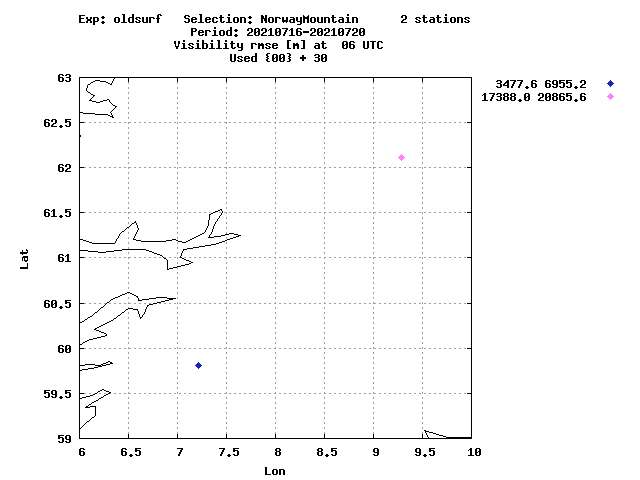 Exp: oldsurf Selection: NorwayMountain 2 stations
Period: 20210716-20210720
Visibility rmse [m] at 06 UTC
Used {00} + 30
3477.6 6955.2
17388.0 20865.6
63
62.5
62
61.5
61
60.5
60
59.5
59
Lat
6 6.5 7 7.5 8 8.5 9 9.5 10
Lon